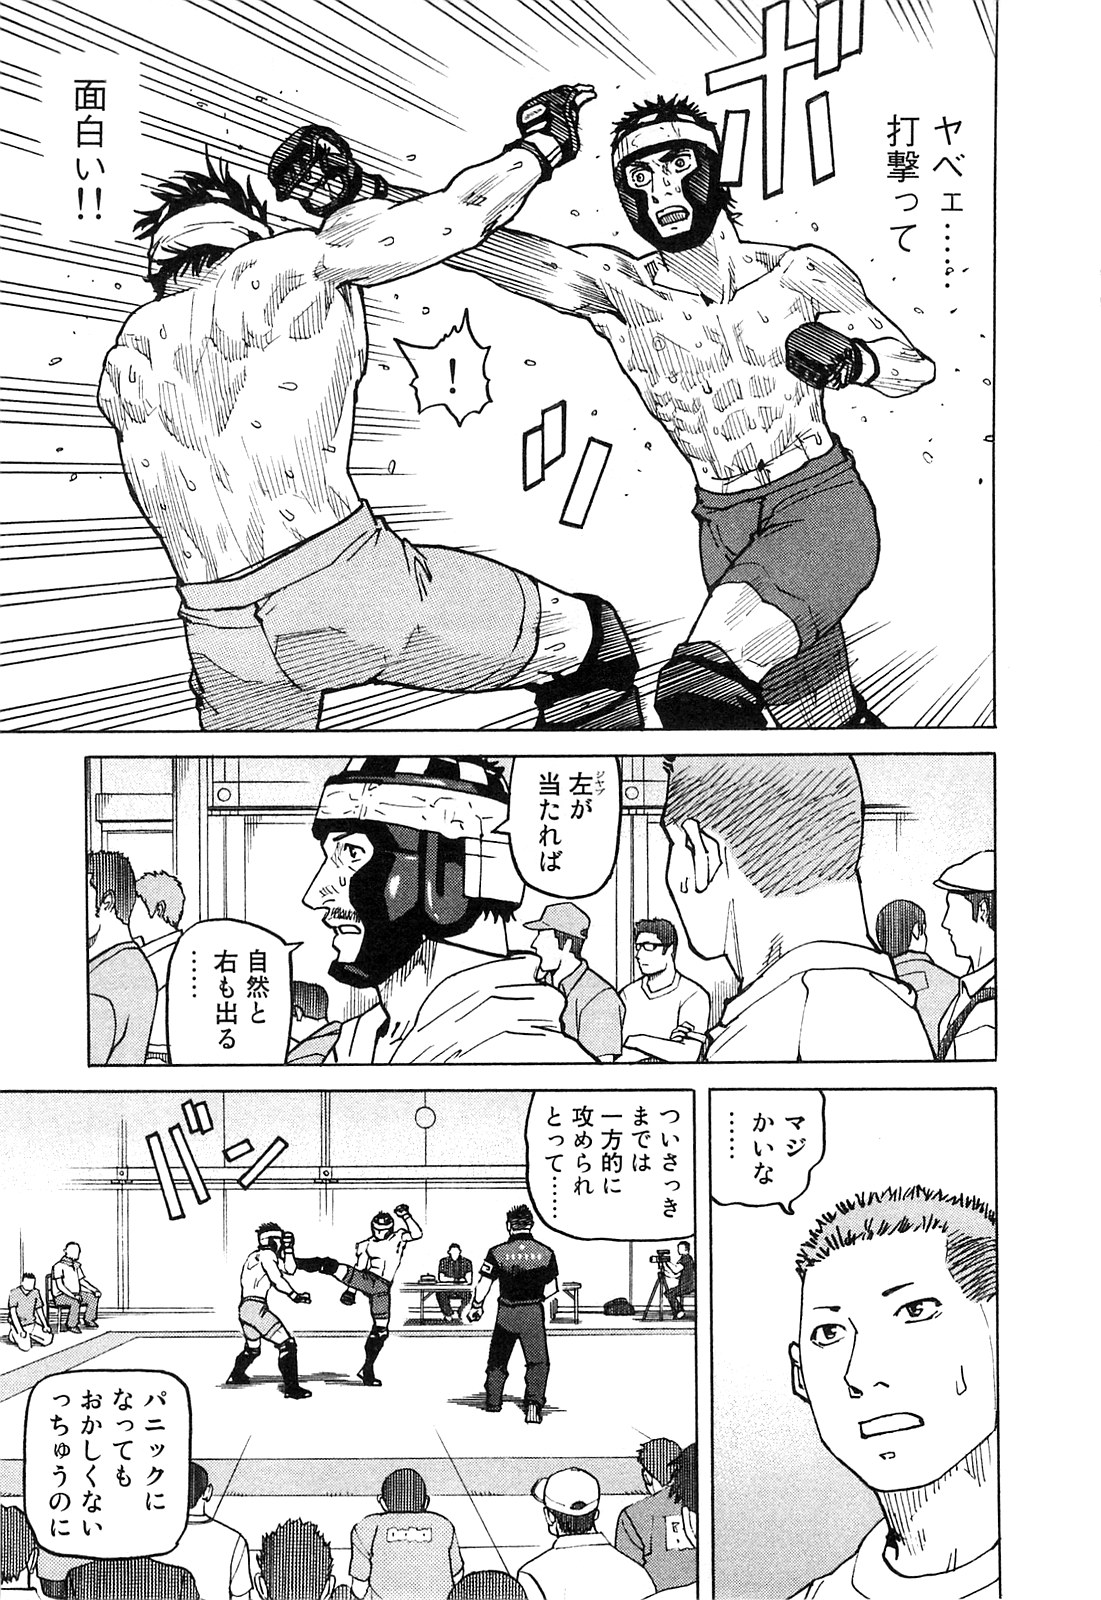 ボッ
ヤベェ……
打撃って
面白い!!
!
左が
ジャブ
当たれば
自然と
右も出る
……
マジ
かいな
……
ついさっき
までは
一方的に
攻められ
とって……
バシ
パニックに
なっても
おかしくない
っちゅうのに